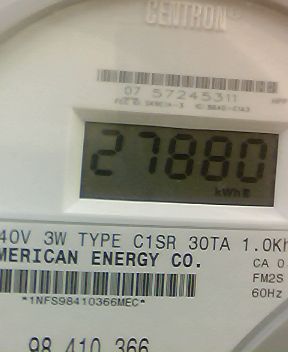 CENTRON®
07 57245311
27880
kWh
40V 3W TYPE C1SR 30TA 1.0Kh
MERICAN ENERGY CO.
CA 0
FM2S
60Hz
*1NFS98410366MEC*
98 410 366